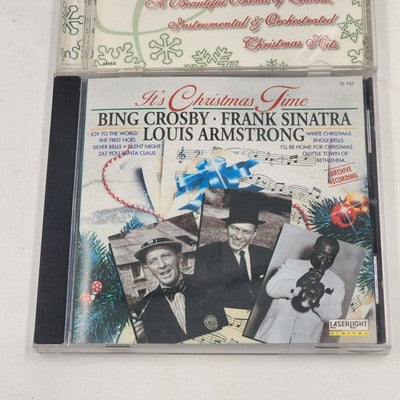 A Beautiful Blend of Choral,
Instrumental & Orchestrated
Christmas Hits
15 152
It's Christmas Time
BING CROSBY · FRANK SINATRA
LOUIS ARMSTRONG
JOY TO THE WORLD
THE FIRST NOEL
SILVER BELLS • SILENT NIGHT
ZAT YOU, SANTA CLAUS
WHITE CHRISTMAS
JINGLE BELLS
I'LL BE HOME FOR CHRISTMAS
O LITTLE TOWN OF
BETHLEHEM
ARCHIVE
RECORDING
LASERLIGHT
DIGITAL